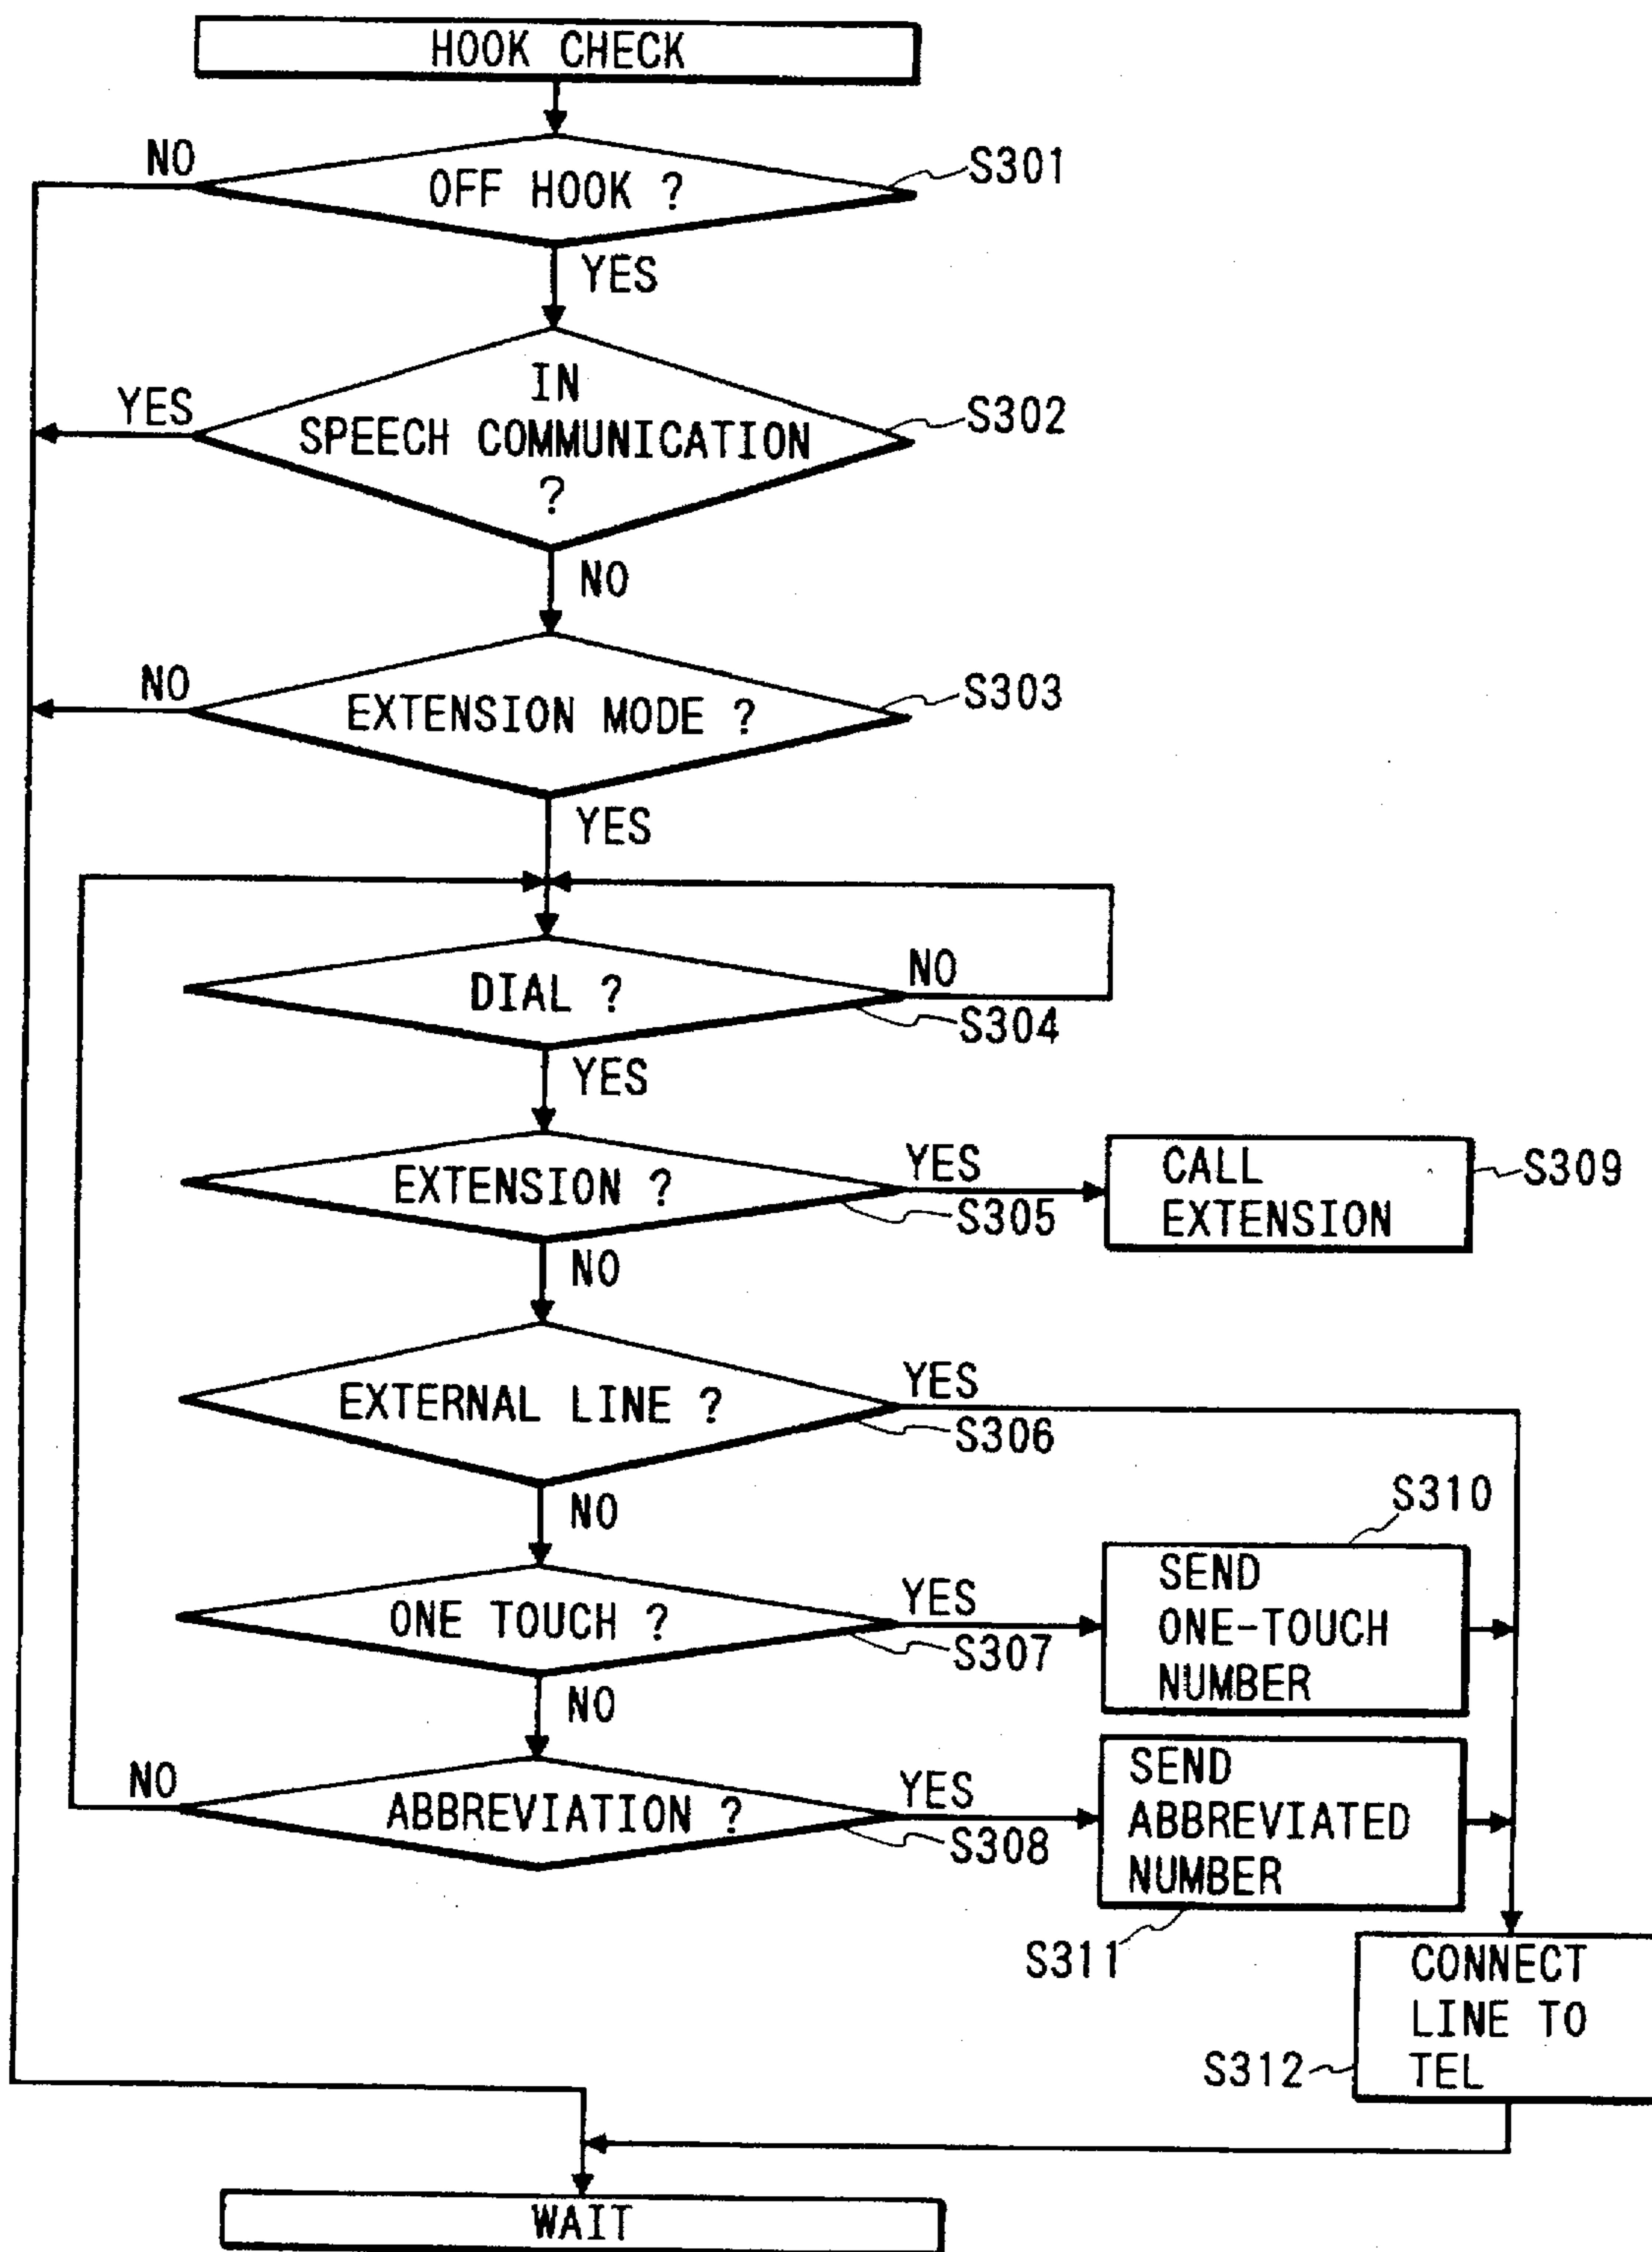 HOOK CHECK
NO
OFF HOOK ?
S301
YES
IN
YES
SPEECH COMMUNICATION
S302
?
NO
NO
EXTENSION MODE ?
S303
YES
DIAL ?
NO
S304
YES
EXTENSION ?
YES
S305
CALL
EXTENSION
S309
NO
EXTERNAL LINE ?
YES
S306
NO
S310
ONE TOUCH ?
YES
S307
SEND
ONE-TOUCH
NUMBER
NO
NO
ABBREVIATION ?
YES
S308
SEND
ABBREVIATED
NUMBER
S311
CONNECT
LINE TO
TEL
S312
WAIT